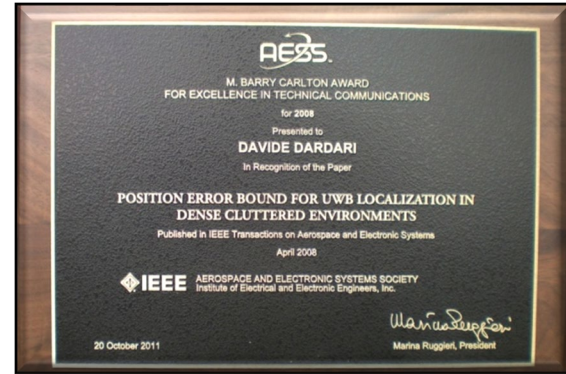 AESS
M. BARRY CARLTON AWARD
FOR EXCELLENCE IN TECHNICAL COMMUNICATIONS
for 2008
Presented to
DAVIDE DARDARI
In Recognition of the Paper
POSITION ERROR BOUND FOR UWB LOCALIZATION IN
DENSE CLUTTERED ENVIRONMENTS
Published in IEEE Transactions on Aerospace and Electronic Systems
April 2008
IEEE AEROSPACE AND ELECTRONIC SYSTEMS SOCIETY
Institute of Electrical and Electronic Engineers, Inc.
Marina Ruggieri
20 October 2011 Marina Ruggieri, President